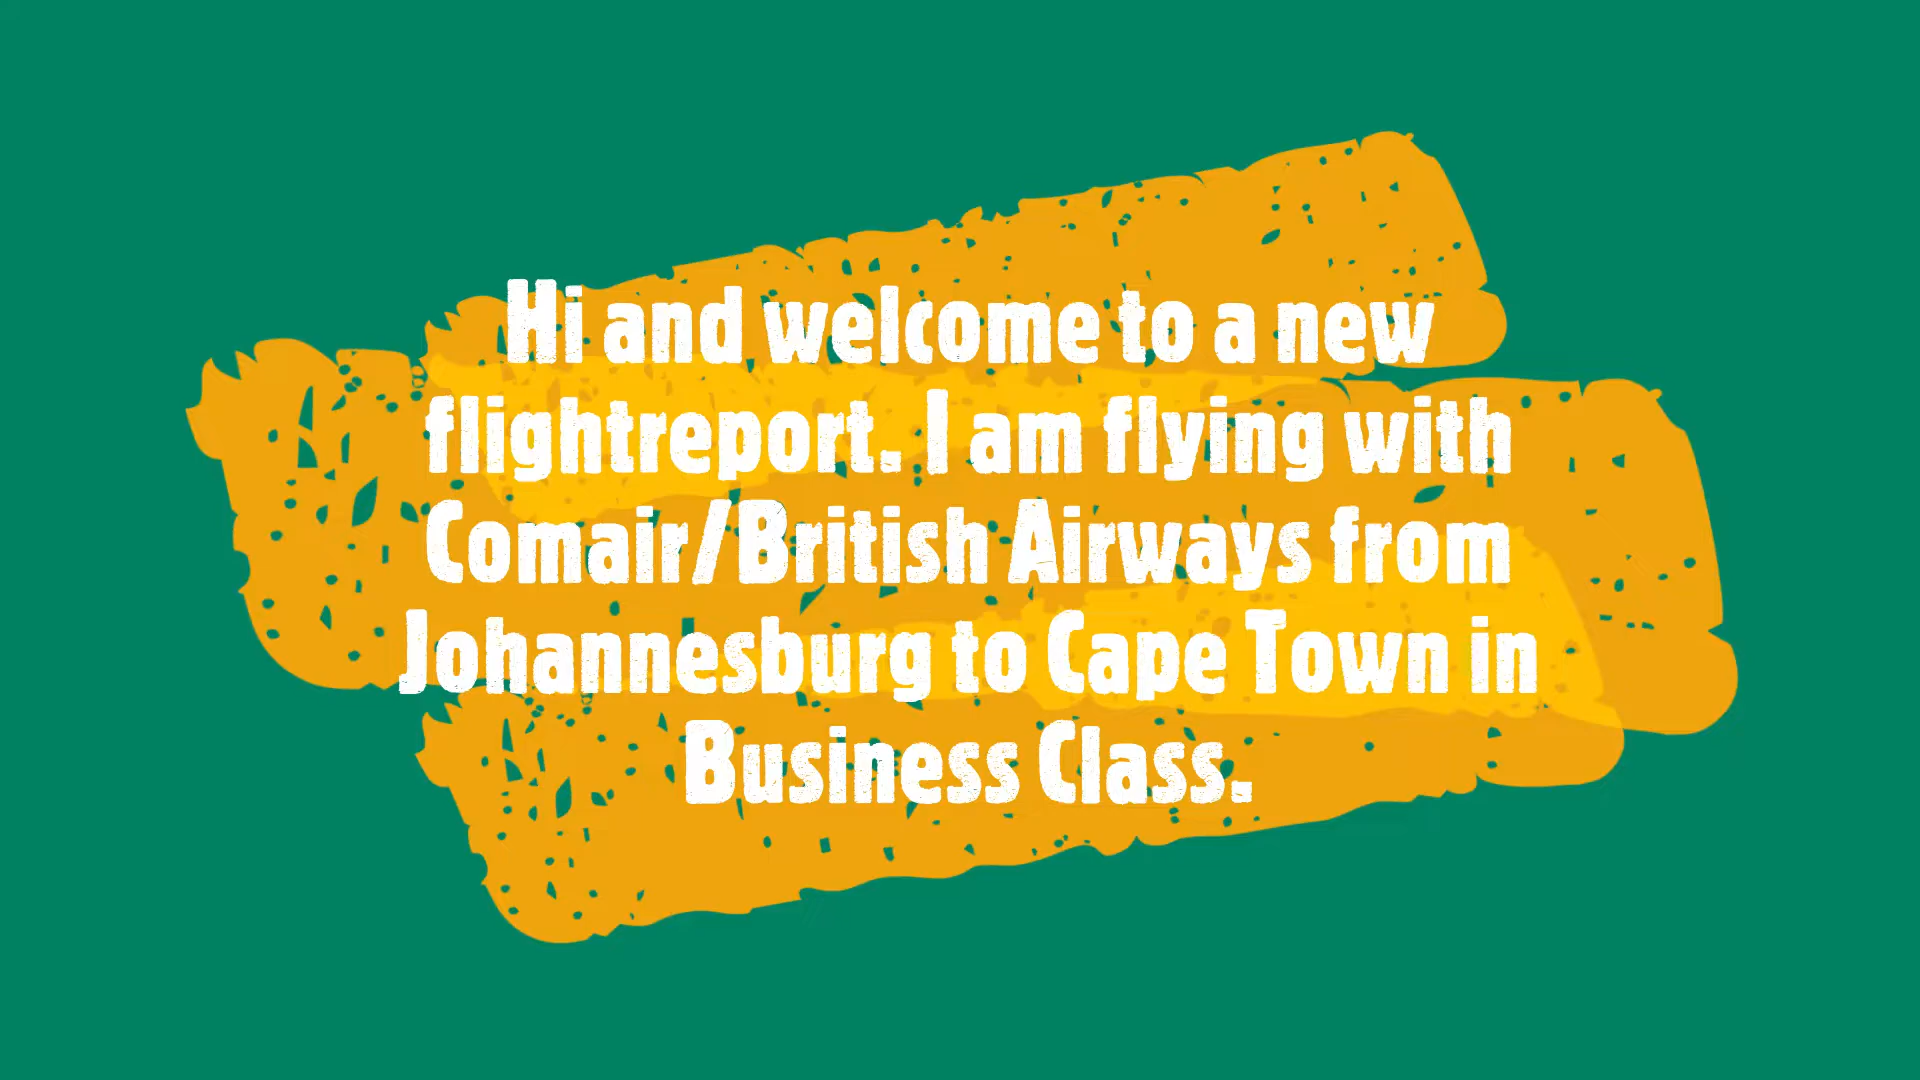 Hi and welcome to a new
flightreport. I am flying with
Comair/British Airways from
Johannesburg to Cape Town in
Business Class.